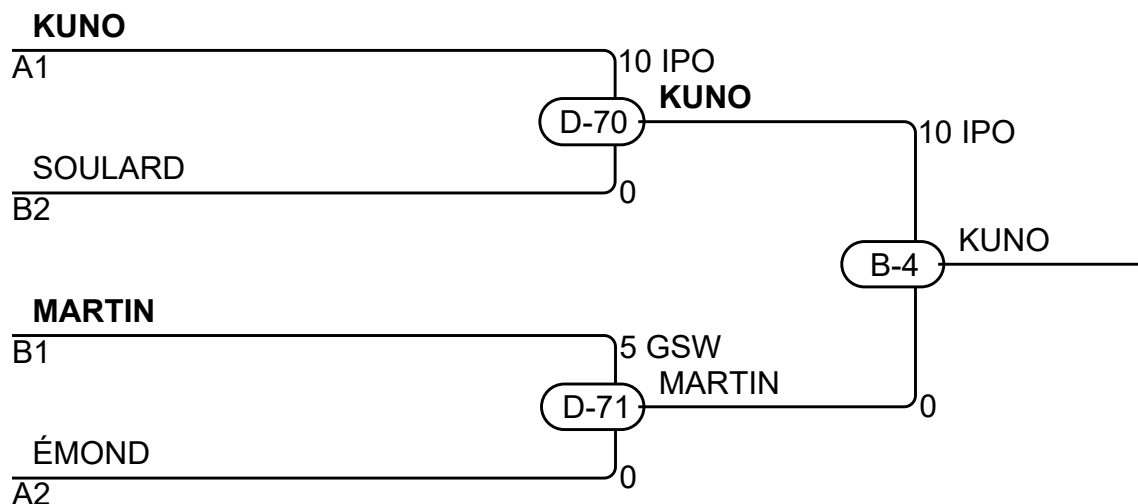 KUNO
A1
10 IPO
KUNO
D-70
10 IPO
SOULARD
0
B2
KUNO
B-4
MARTIN
B1
5 GSW
MARTIN
D-71
0
ÉMOND
0
A2